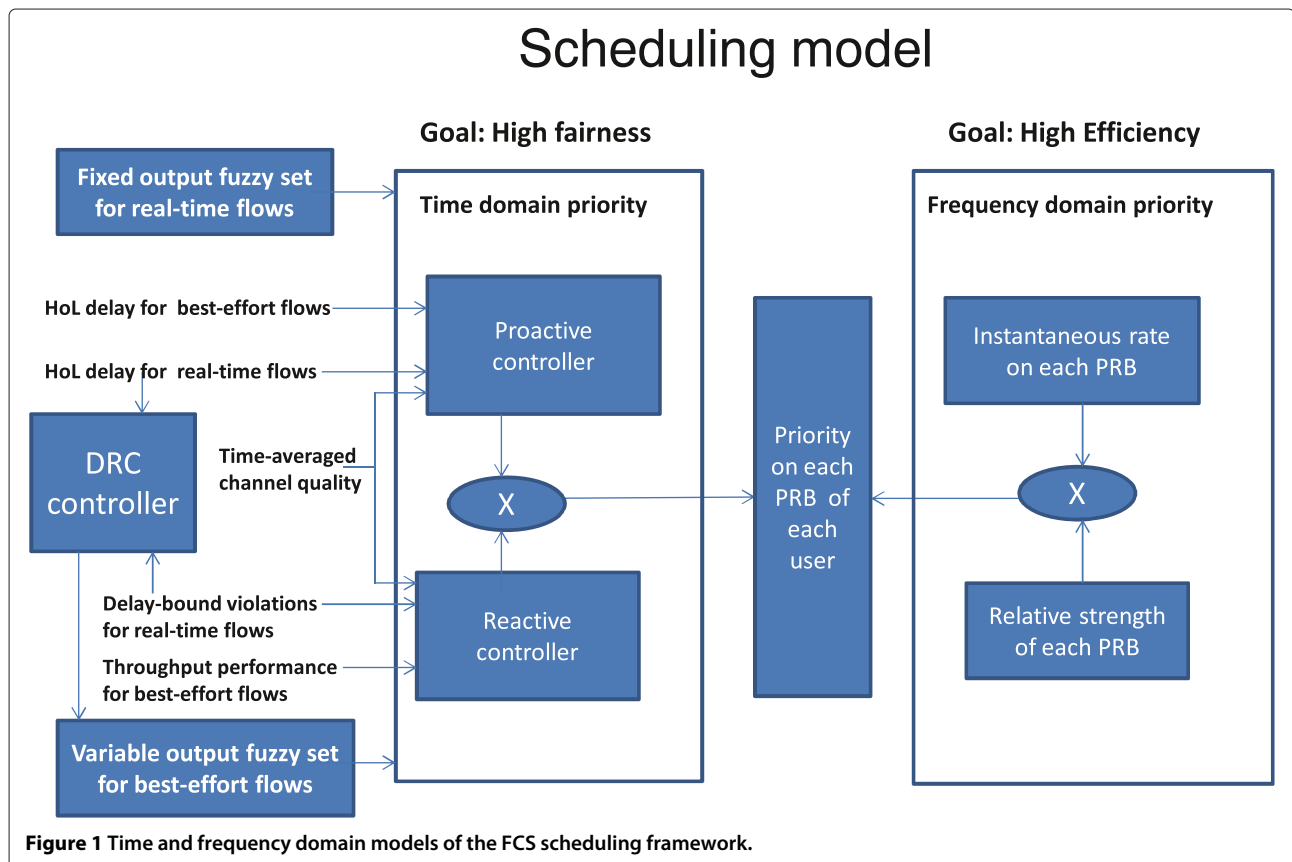 Scheduling model
Goal: High fairness
Goal: High Efficiency
Fixed output fuzzy set
for real-time flows
Time domain priority
Frequency domain priority
HoL delay for best-effort flows
Proactive
controller
Instantaneous rate
on each PRB
HoL delay for real-time flows
DRC
controller
Time-averaged
channel quality
X
Priority
on each
PRB of
each
user
X
Delay-bound violations
for real-time flows
Reactive
controller
Relative strength
of each PRB
Throughput performance
for best-effort flows
Variable output fuzzy set
for best-effort flows
Figure 1 Time and frequency domain models of the FCS scheduling framework.